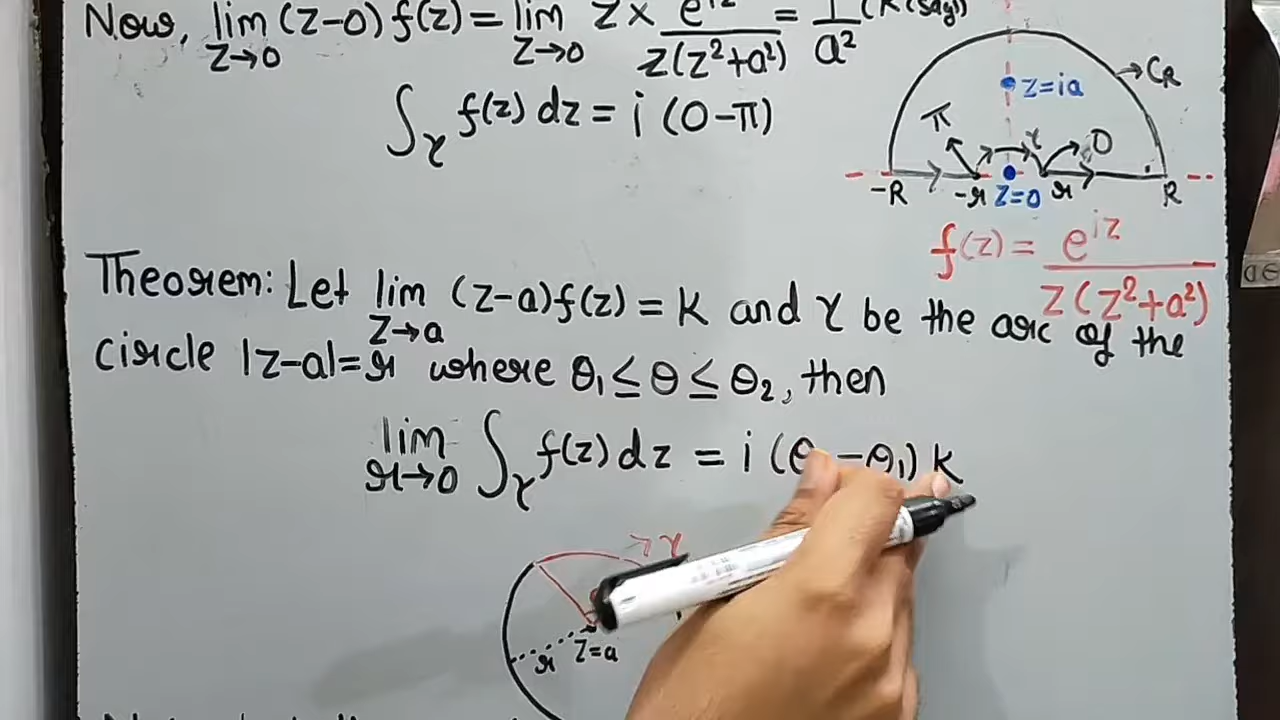 Now, lim (z-0) f(z) = lim z × e^{iz} / z(z²+a²) = 1/a² (K (say))
z→0 z→0
∫_γ f(z) dz = i (0-π)
C_R
z=ia
π γ 0
-R -r z=0 r R
f(z) = e^{iz} / z(z²+a²)
Theorem: Let lim (z-a)f(z) = K and γ be the arc of the
z→a
circle |z-a|=r where θ₁ ≤ θ ≤ θ₂, then
lim ∫_γ f(z) dz = i (θ -θ₁) K
r→0
γ
r z=a